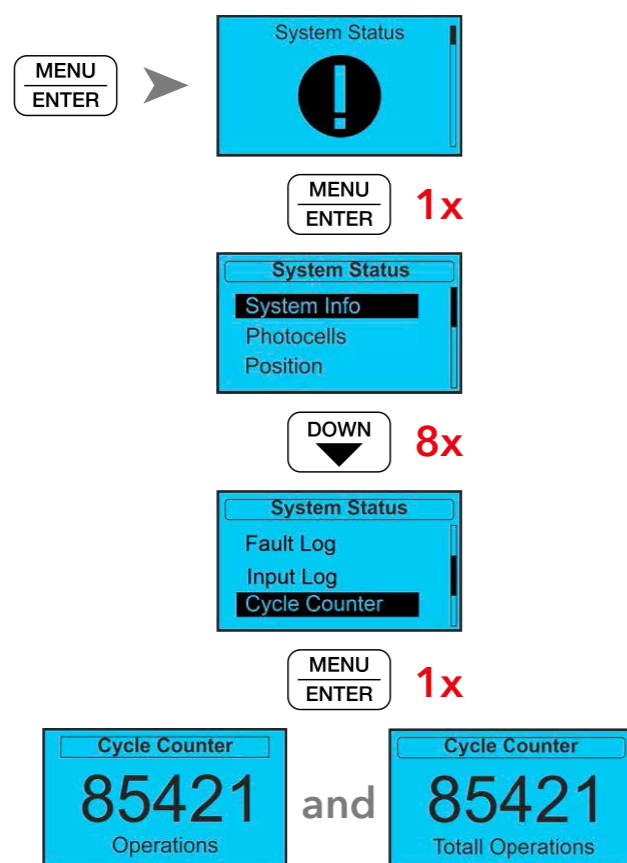 System Status
MENU
ENTER
MENU
ENTER
1x
System Status
System Info
Photocells
Position
DOWN
8x
System Status
Fault Log
Input Log
Cycle Counter
MENU
ENTER
1x
Cycle Counter
85421
Operations
and
Cycle Counter
85421
Totall Operations